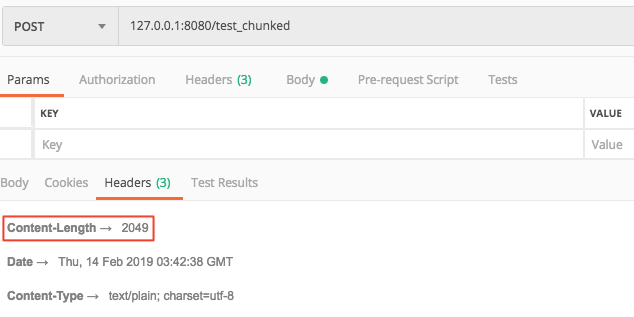 POST 127.0.0.1:8080/test_chunked
Params Authorization Headers (3) Body Pre-request Script Tests
KEY VALUE
Key Value
Body Cookies Headers (3) Test Results
Content-Length → 2049
Date → Thu, 14 Feb 2019 03:42:38 GMT
Content-Type → text/plain; charset=utf-8